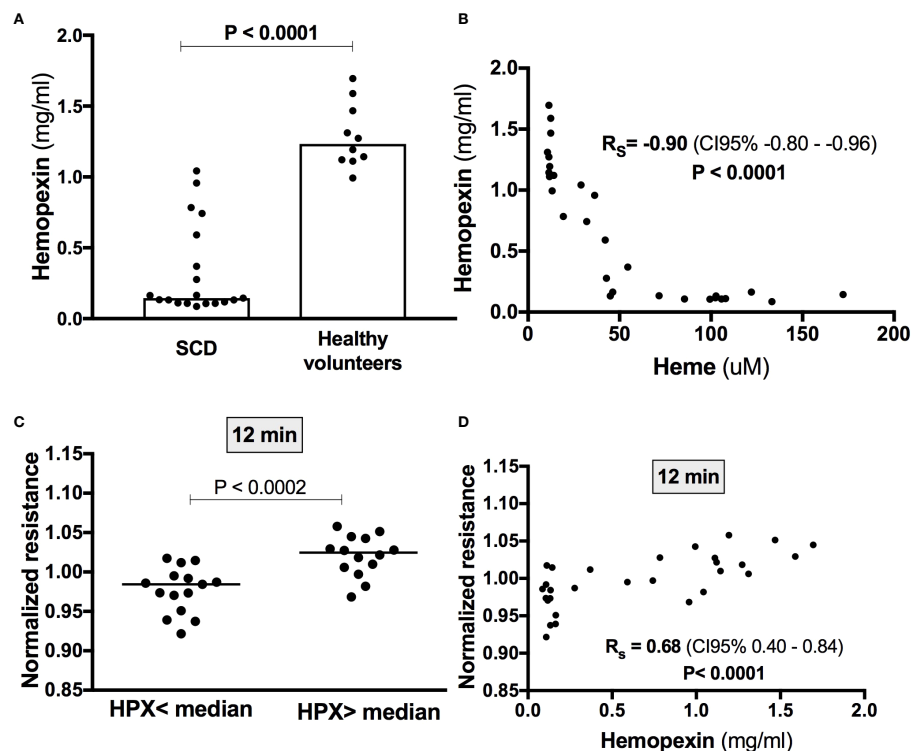 A
P < 0.0001
Hemopexin (mg/ml)
2.0
1.5
1.0
0.5
0.0
SCD
Healthy
volunteers
B
Hemopexin (mg/ml)
2.0
1.5
1.0
0.5
0.0
RS= -0.90 (CI95% -0.80 - -0.96)
P < 0.0001
0
50
100
150
200
Heme (uM)
C
12 min
Normalized resistance
1.15
1.10
1.05
1.00
0.95
0.90
0.85
P < 0.0002
HPX< median
HPX> median
D
12 min
Normalized resistance
1.15
1.10
1.05
1.00
0.95
0.90
0.85
Rs = 0.68 (CI95% 0.40 - 0.84)
P< 0.0001
0.0
0.5
1.0
1.5
2.0
Hemopexin (mg/ml)